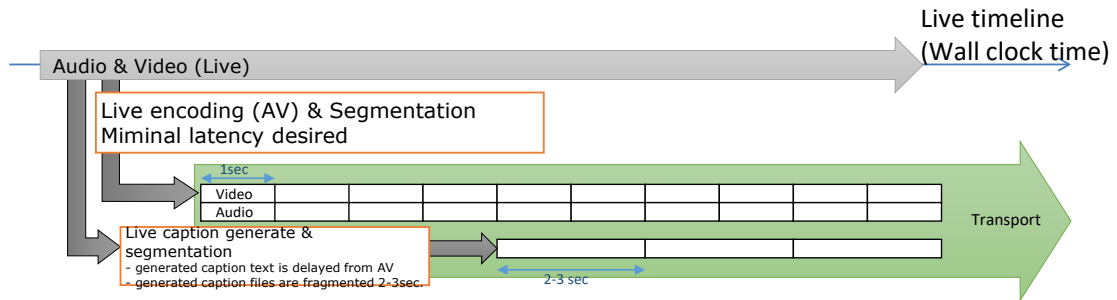 Live timeline
(Wall clock time)
Audio & Video (Live)
Live encoding (AV) & Segmentation
Miminal latency desired
1sec
Video
Audio
Transport
Live caption generate &
segmentation
- generated caption text is delayed from AV
- generated caption files are fragmented 2-3sec.
2-3 sec